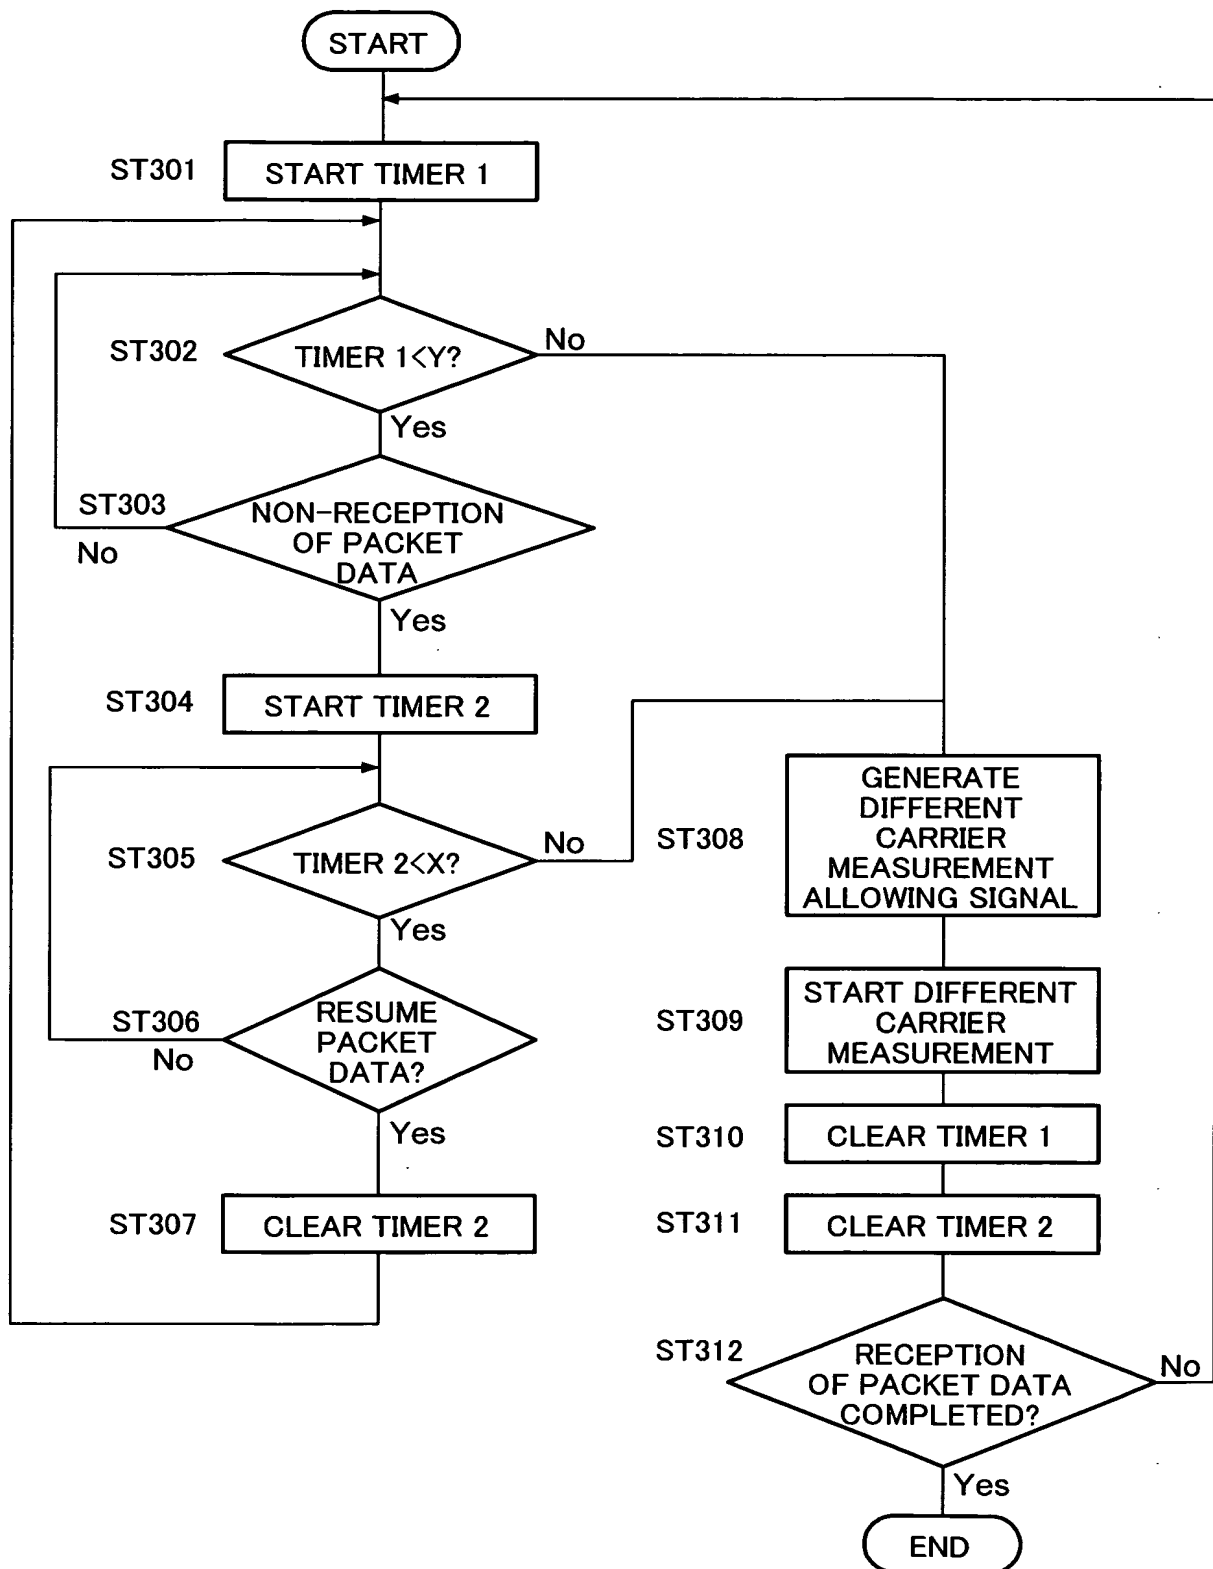 START
ST301
START TIMER 1
ST302
TIMER 1<Y?
No
Yes
ST303
NON-RECEPTION
OF PACKET
DATA
No
Yes
ST304
START TIMER 2
ST305
TIMER 2<X?
No
Yes
ST306
RESUME
PACKET
DATA?
No
Yes
ST307
CLEAR TIMER 2
ST308
GENERATE
DIFFERENT
CARRIER
MEASUREMENT
ALLOWING SIGNAL
ST309
START DIFFERENT
CARRIER
MEASUREMENT
ST310
CLEAR TIMER 1
ST311
CLEAR TIMER 2
ST312
RECEPTION
OF PACKET DATA
COMPLETED?
No
Yes
END